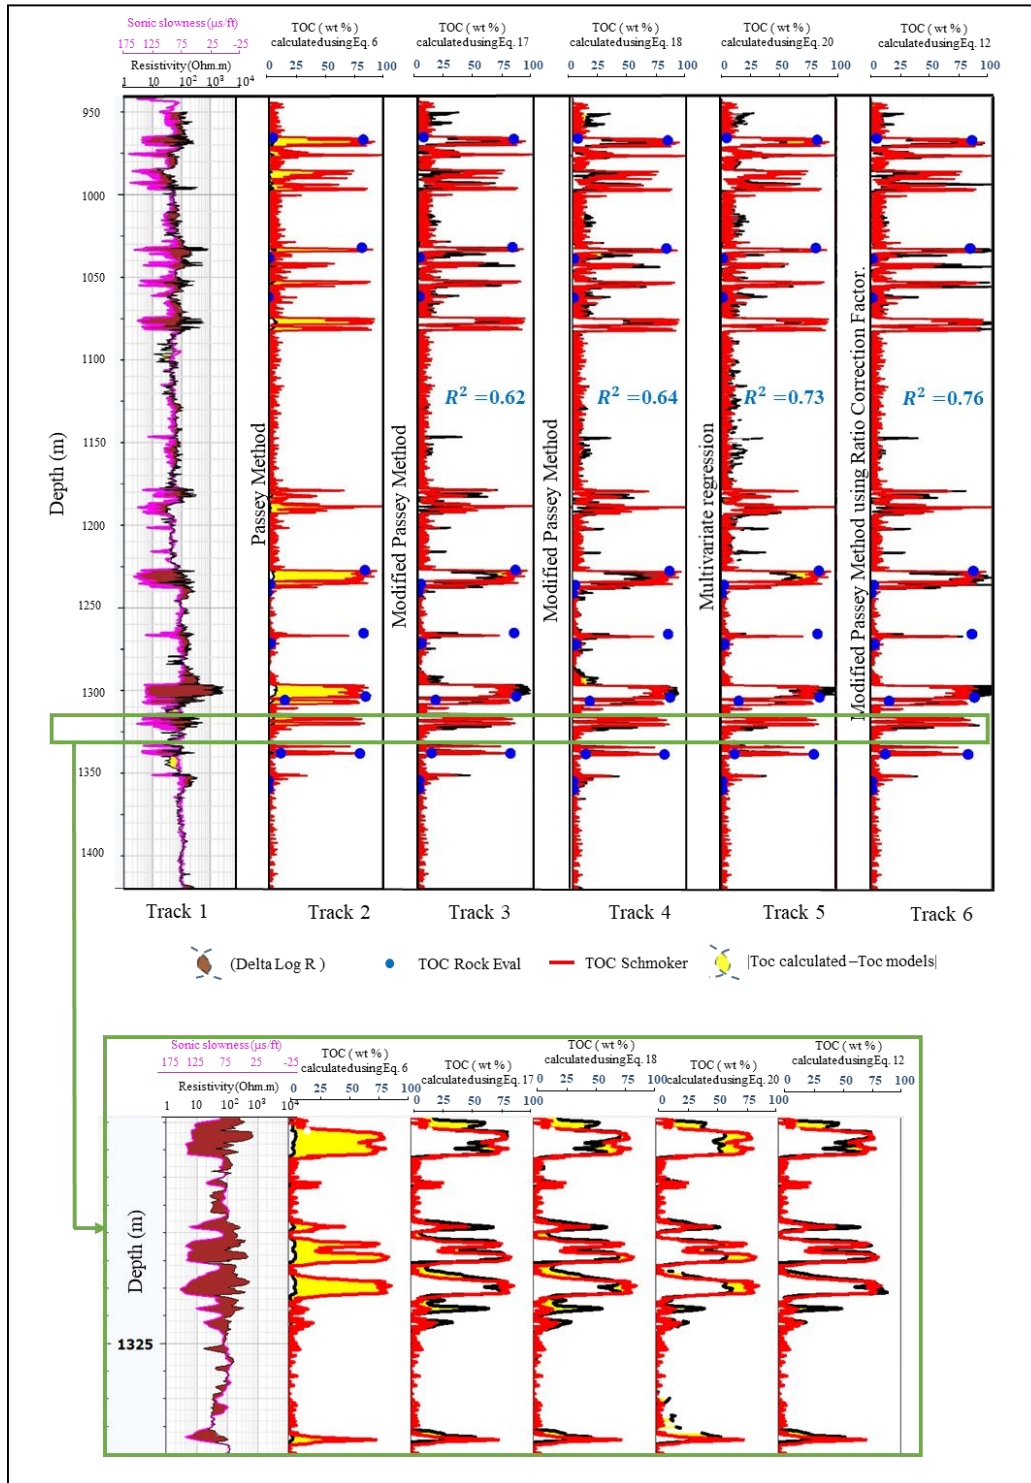 Sonic slowness (µs/ft)
175 125 75 25 -25
Resistivity (Ohm.m)
1 10 10² 10³ 10⁴
TOC ( wt %)
calculated using Eq. 6
0 25 50 75 100
TOC ( wt %)
calculated using Eq. 17
0 25 50 75 100
TOC ( wt %)
calculated using Eq. 18
0 25 50 75 100
TOC ( wt %)
calculated using Eq. 20
0 25 50 75 100
TOC ( wt %)
calculated using Eq. 12
0 25 50 75 100
Depth (m)
950
1000
1050
1100
1150
1200
1250
1300
1350
1400
Passey Method
Modified Passey Method
R² =0.62
Modified Passey Method
R² =0.64
Multivariate regression
R² =0.73
Modified Passey Method using Ratio Correction Factor.
R² =0.76
Track 1
Track 2
Track 3
Track 4
Track 5
Track 6
(Delta Log R )
TOC Rock Eval
TOC Schmoker
|Toc calculated –Toc models|
Sonic slowness (µs/ft)
175 125 75 25 -25
Resistivity (Ohm.m)
1 10 10² 10³ 10⁴
TOC ( wt %)
calculated using Eq. 6
0 25 50 75 100
TOC ( wt %)
calculated using Eq. 17
0 25 50 75 100
TOC ( wt %)
calculated using Eq. 18
0 25 50 75 100
TOC ( wt %)
calculated using Eq. 20
0 25 50 75 100
TOC ( wt %)
calculated using Eq. 12
0 25 50 75 100
Depth (m)
1325